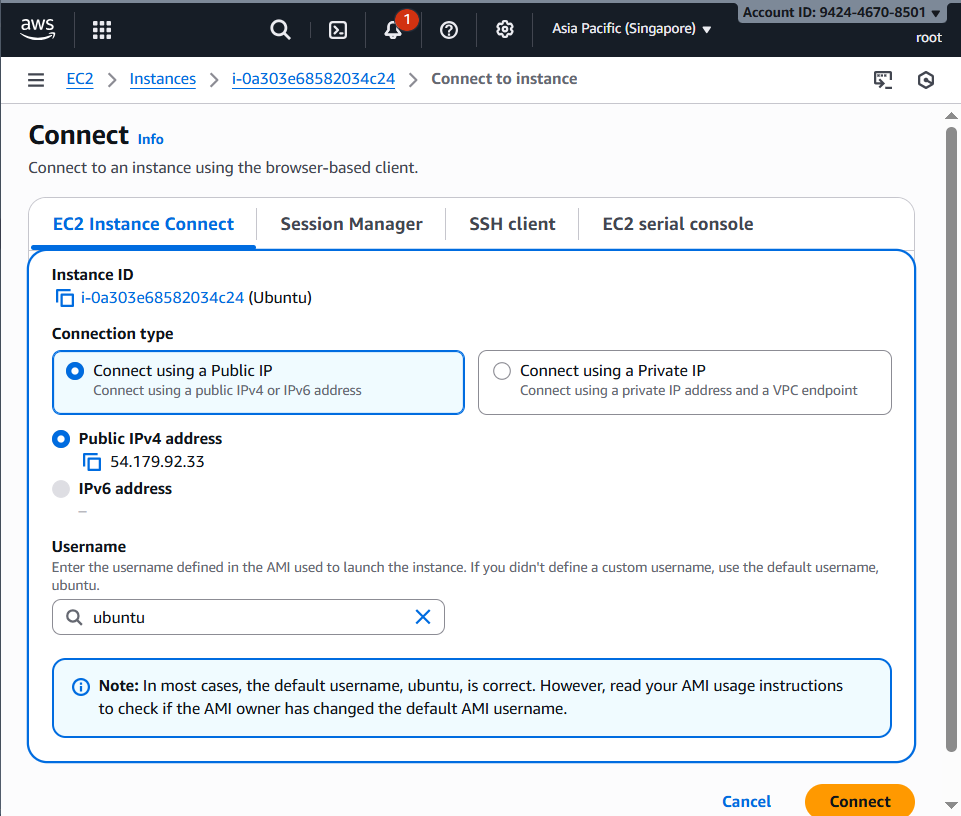 aws
1
Asia Pacific (Singapore)
Account ID: 9424-4670-8501
root
EC2 Instances i-0a303e68582034c24 Connect to instance
Connect Info
Connect to an instance using the browser-based client.
EC2 Instance Connect Session Manager SSH client EC2 serial console
Instance ID
i-0a303e68582034c24 (Ubuntu)
Connection type
Connect using a Public IP
Connect using a public IPv4 or IPv6 address
Connect using a Private IP
Connect using a private IP address and a VPC endpoint
Public IPv4 address
54.179.92.33
IPv6 address
–
Username
Enter the username defined in the AMI used to launch the instance. If you didn't define a custom username, use the default username,
ubuntu.
ubuntu
Note: In most cases, the default username, ubuntu, is correct. However, read your AMI usage instructions
to check if the AMI owner has changed the default AMI username.
Cancel Connect